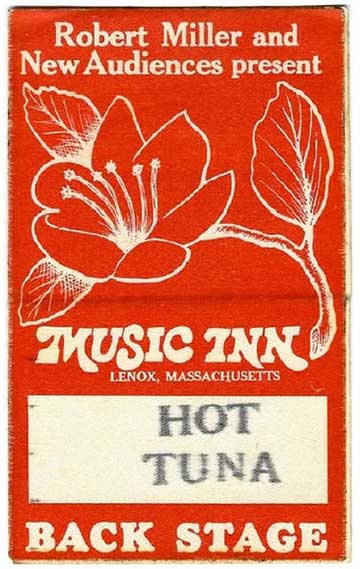 Robert Miller and
New Audiences present
MUSIC INN
LENOX, MASSACHUSETTS
HOT
TUNA
BACK STAGE